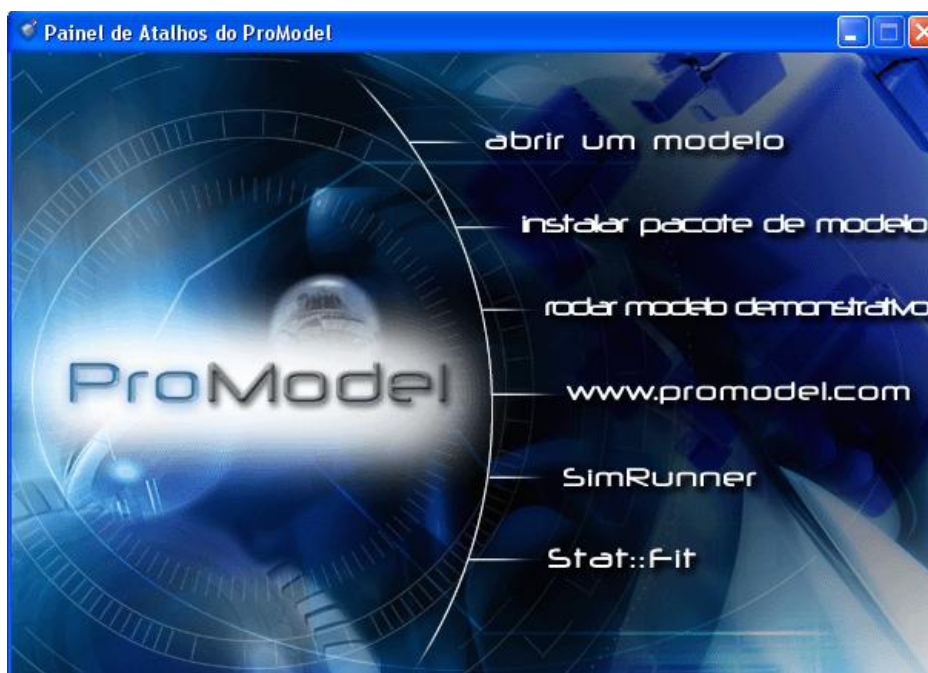 Painel de Atalhos do ProModel
abrir um modelo
instalar pacote de modelo
rodar modelo demonstrativo
ProModel
www.promodel.com
SimRunner
Stat::Fit